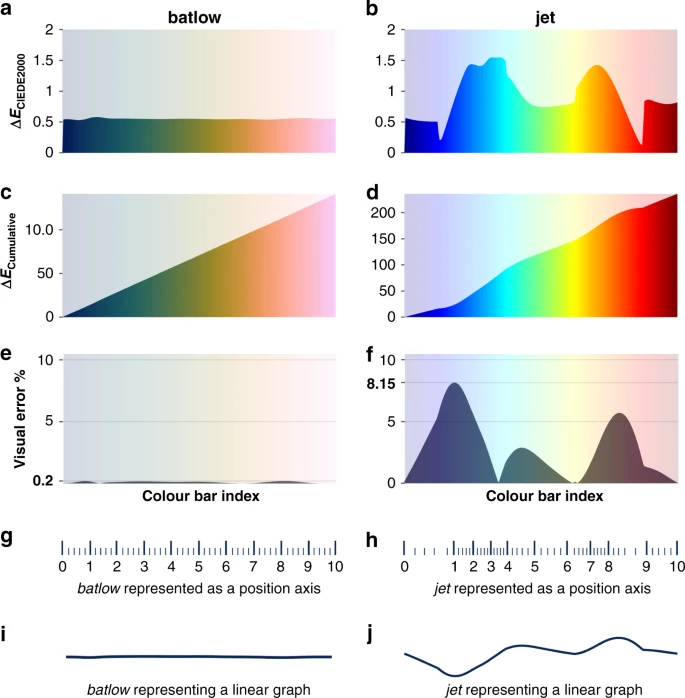 a
batlow
b
jet
ΔE_CIEDE2000
2
1.5
1
0.5
0
2
1.5
1
0.5
0
c
d
ΔE_Cumulative
10.0
50
0
200
150
100
50
0
e
f
Visual error %
10
5
0.2
10
8.15
5
0
Colour bar index
Colour bar index
g
h
0 1 2 3 4 5 6 7 8 9 10
0 1 2 3 4 5 6 7 8 9 10
batlow represented as a position axis
jet represented as a position axis
i
j
batlow representing a linear graph
jet representing a linear graph